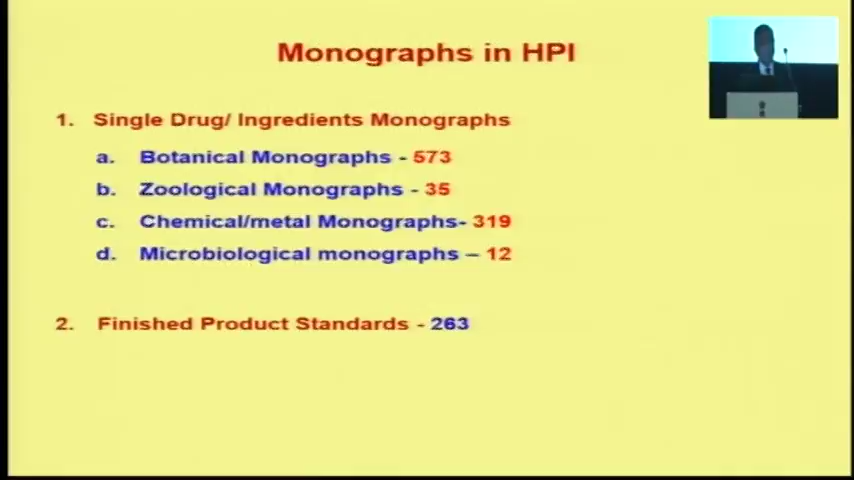 Monographs in HPI
1. Single Drug/ Ingredients Monographs
a. Botanical Monographs - 573
b. Zoological Monographs - 35
c. Chemical/metal Monographs- 319
d. Microbiological monographs – 12
2. Finished Product Standards - 263